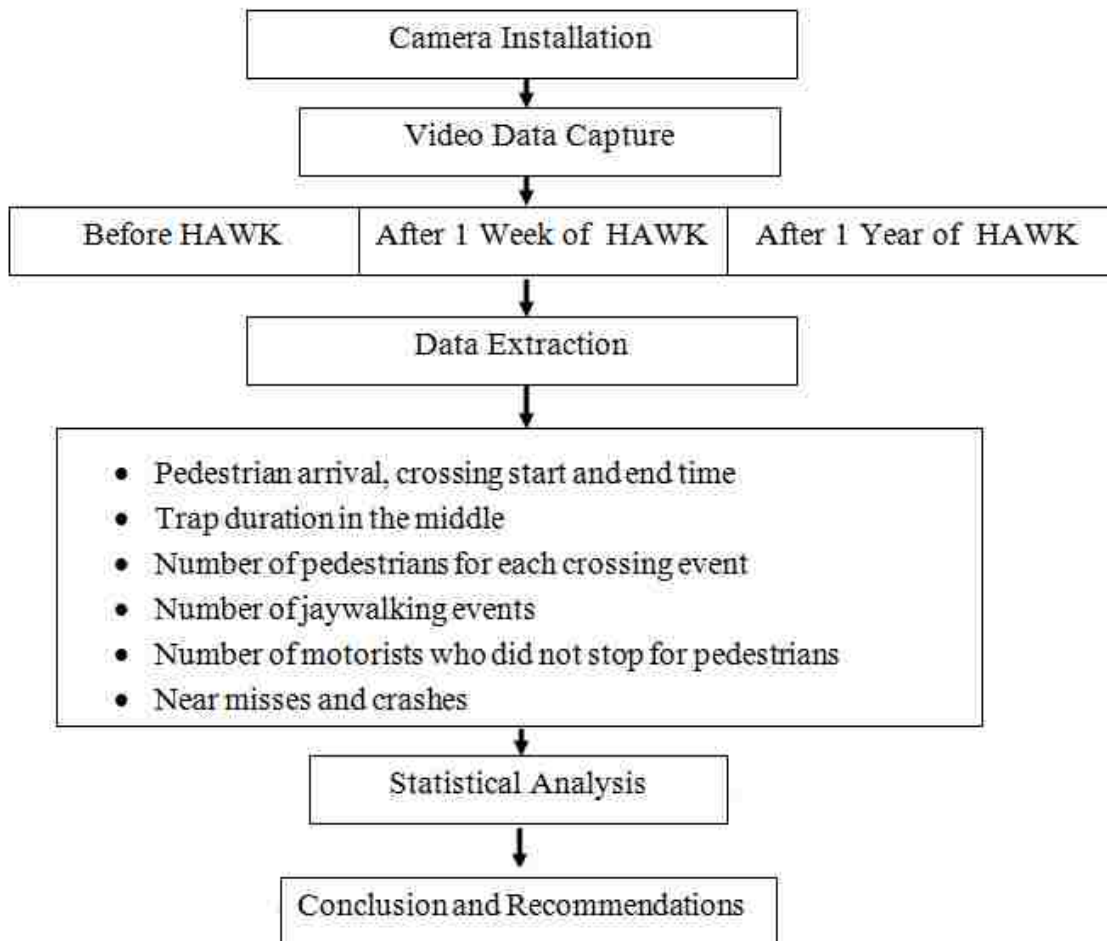 Camera Installation
Video Data Capture
Before HAWK
After 1 Week of HAWK
After 1 Year of HAWK
Data Extraction
• Pedestrian arrival, crossing start and end time
• Trap duration in the middle
• Number of pedestrians for each crossing event
• Number of jaywalking events
• Number of motorists who did not stop for pedestrians
• Near misses and crashes
Statistical Analysis
Conclusion and Recommendations